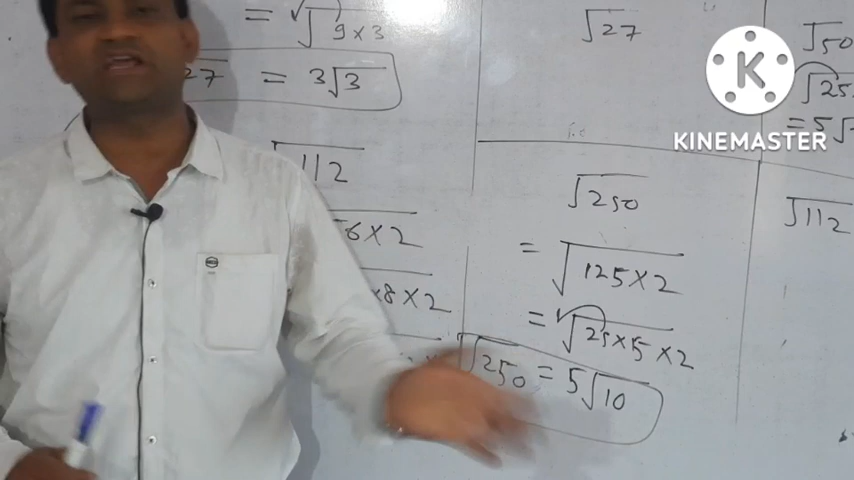 = √9 × 3
27 = 3√3
√112
6 × 2
× 8 × 2
√27
√250
= √125 × 2
= √25 × 5 × 2
√250 = 5√10
√50
√25
= 5√
√112
K
KINEMASTER